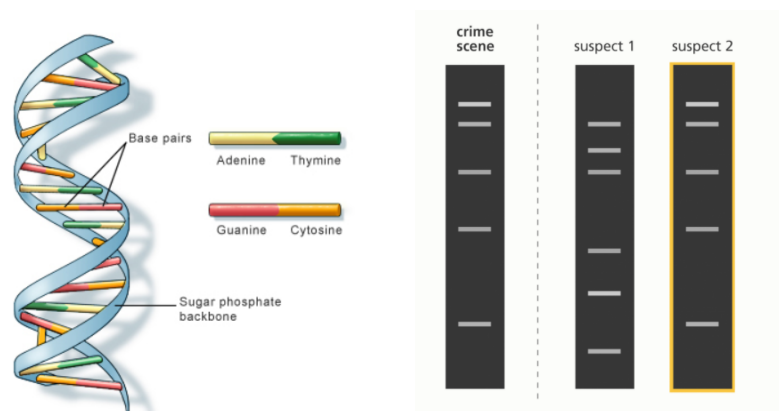 Base pairs
Adenine Thymine
Guanine Cytosine
Sugar phosphate
backbone
crime
scene
suspect 1
suspect 2